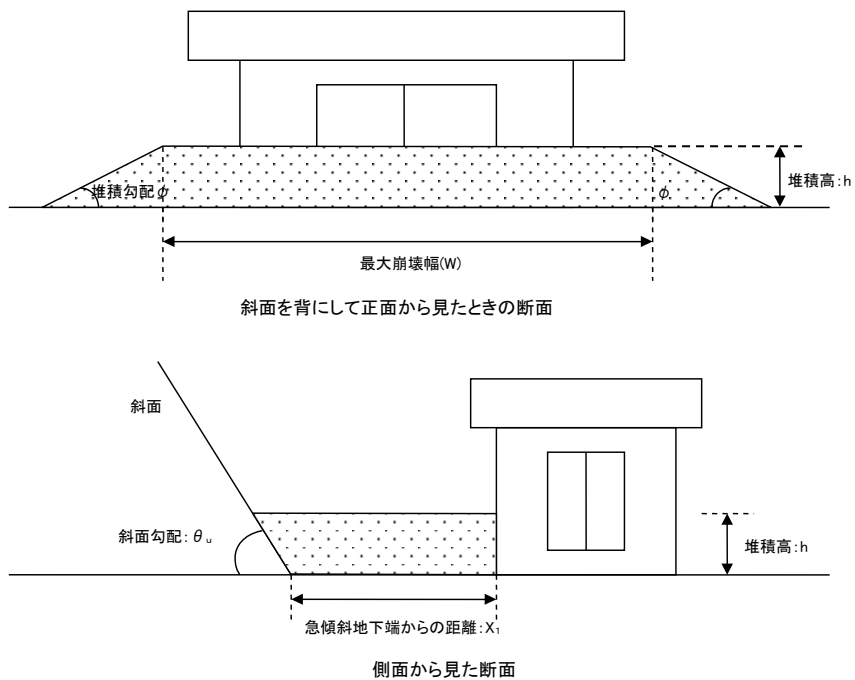 堆積勾配φ
φ
堆積高:h
最大崩壊幅(W)
斜面を背にして正面から見たときの断面
斜面
斜面勾配:θu
堆積高:h
急傾斜地下端からの距離:X1
側面から見た断面